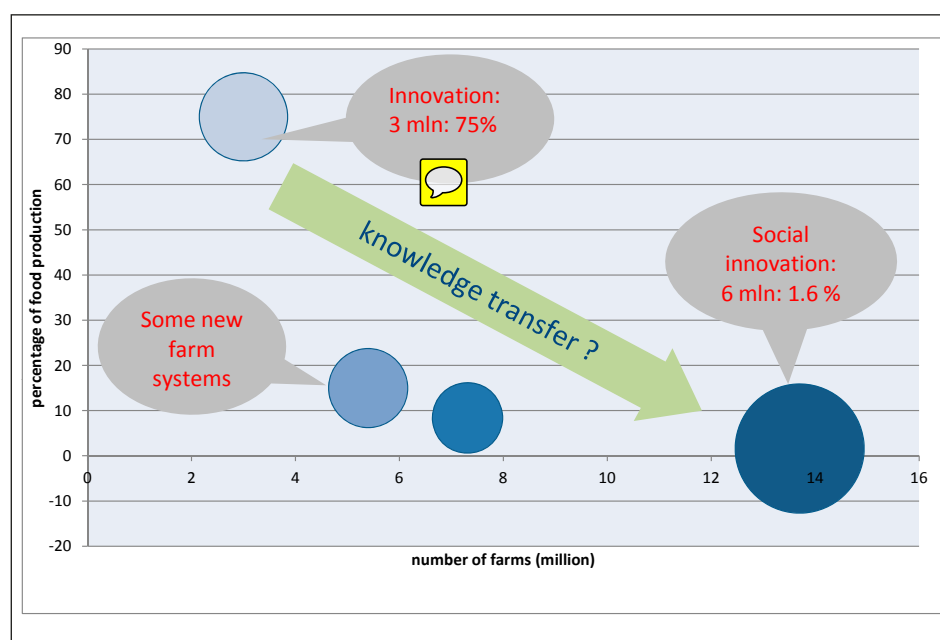 90
80
70
60
50
40
30
20
10
0
-10
-20
percentage of food production
Innovation:
3 mln: 75%
knowledge transfer ?
Social
innovation:
6 mln: 1.6 %
Some new
farm
systems
0 2 4 6 8 10 12 14 16
number of farms (million)